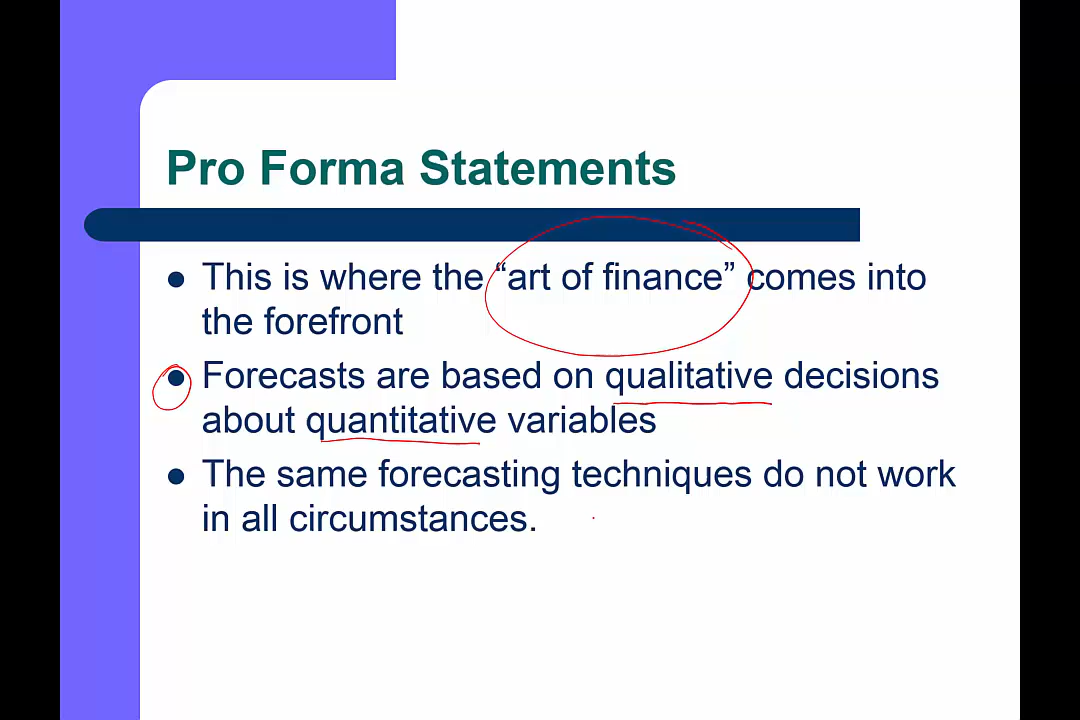 Pro Forma Statements
This is where the “art of finance” comes into
the forefront
Forecasts are based on qualitative decisions
about quantitative variables
The same forecasting techniques do not work
in all circumstances.